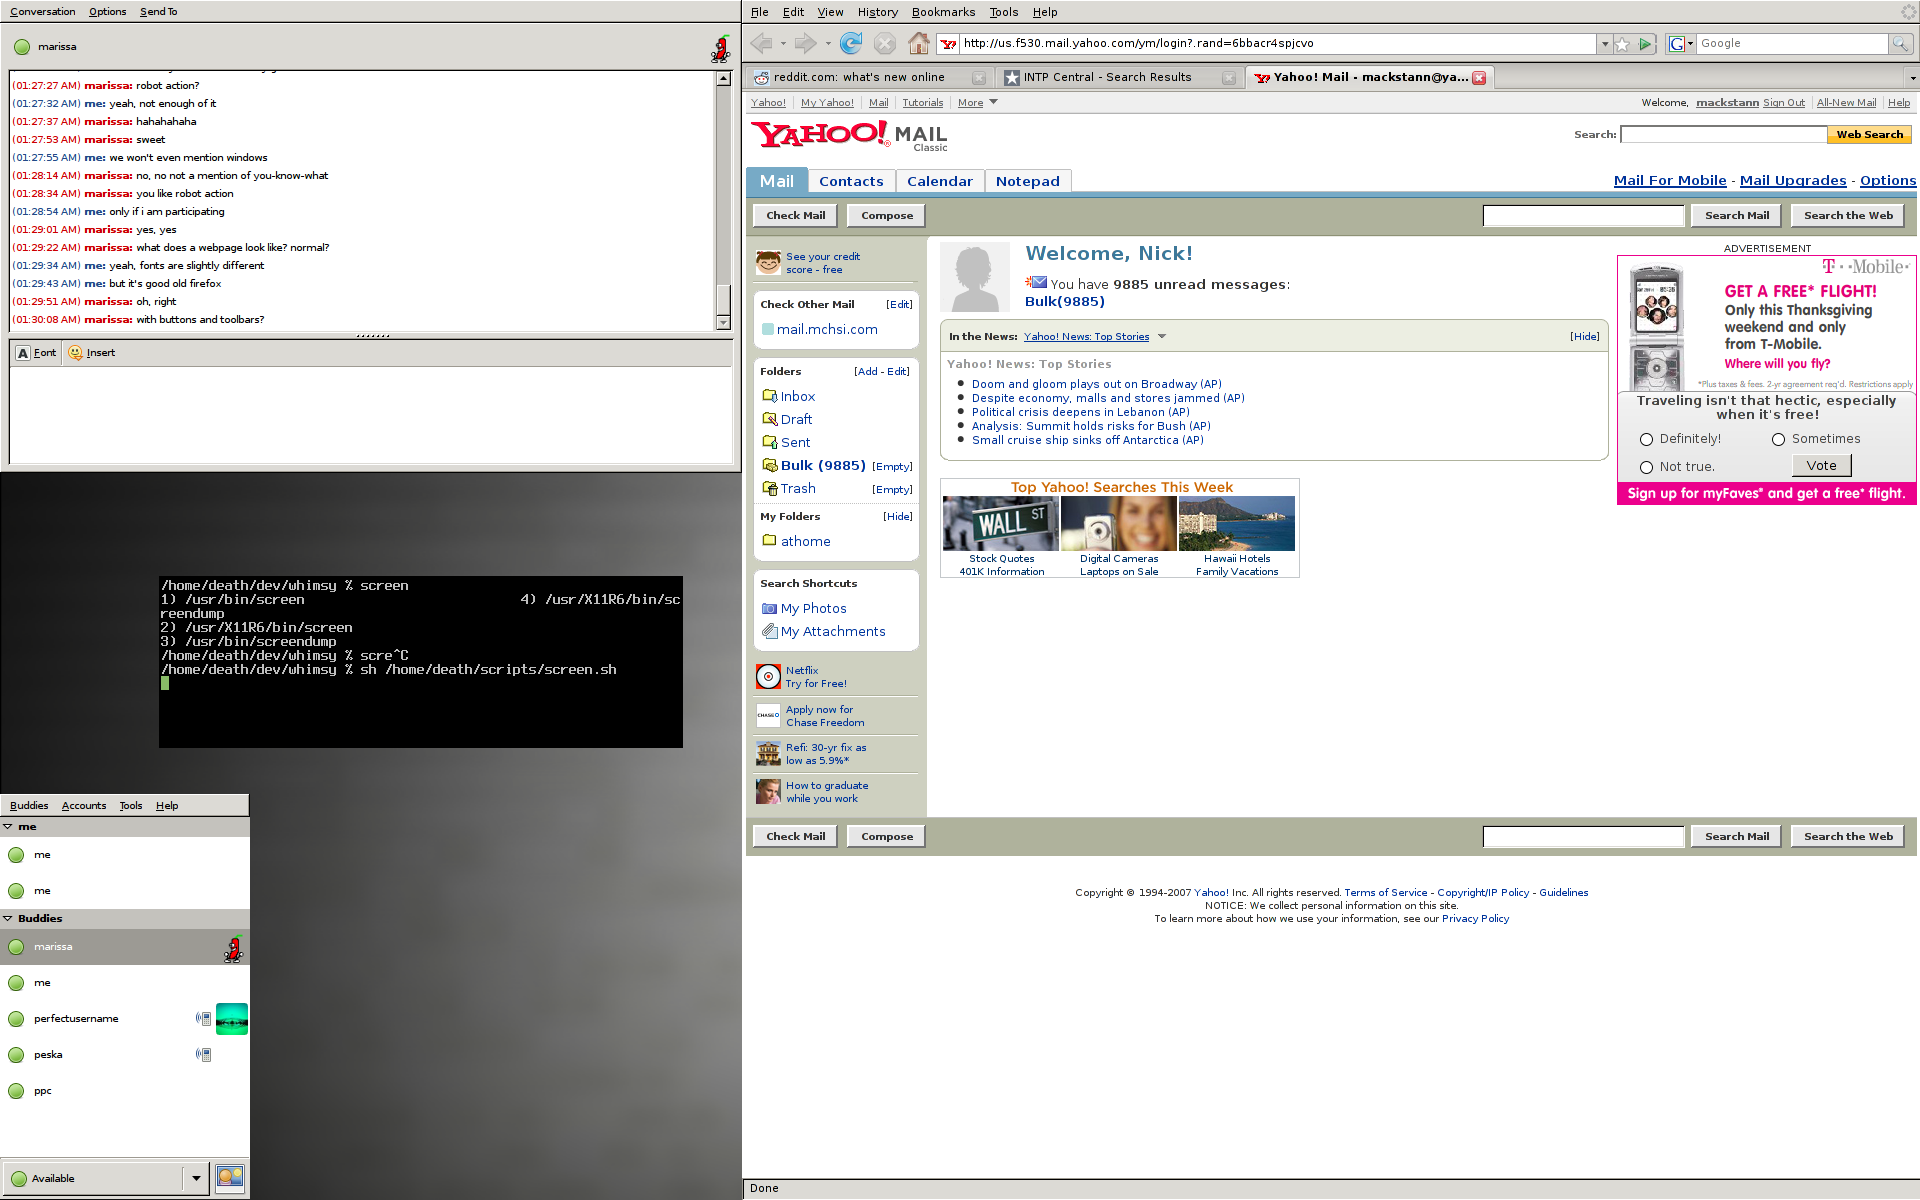 Conversation Options Send To
marissa
(01:27:27 AM) marissa: robot action?
(01:27:32 AM) me: yeah, not enough of it
(01:27:37 AM) marissa: hahahahaha
(01:27:53 AM) marissa: sweet
(01:27:55 AM) me: we won't even mention windows
(01:28:14 AM) marissa: no, no not a mention of you-know-what
(01:28:34 AM) marissa: you like robot action
(01:28:54 AM) me: only if i am participating
(01:29:01 AM) marissa: yes, yes
(01:29:22 AM) marissa: what does a webpage look like? normal?
(01:29:34 AM) me: yeah, fonts are slightly different
(01:29:43 AM) me: but it's good old firefox
(01:29:51 AM) marissa: oh, right
(01:30:08 AM) marissa: with buttons and toolbars?
A Font Insert
/home/death/dev/whimsy % screen
1) /usr/bin/screen 4) /usr/X11R6/bin/sc
reendump
2) /usr/X11R6/bin/screen
3) /usr/bin/screendump
/home/death/dev/whimsy % scre^C
/home/death/dev/whimsy % sh /home/death/scripts/screen.sh
Buddies Accounts Tools Help
me
me
me
Buddies
marissa
me
perfectusername
peska
ppc
Available
File Edit View History Bookmarks Tools Help
http://us.f530.mail.yahoo.com/ym/login?.rand=6bbacr4spjcvo
G Google
reddit.com: what's new online
INTP Central - Search Results
Yahoo! Mail - mackstann@ya...
Yahoo! My Yahoo! Mail Tutorials More
Welcome, mackstann Sign Out All-New Mail Help
YAHOO! MAIL
Classic
Search: Web Search
Mail Contacts Calendar Notepad
Mail For Mobile - Mail Upgrades - Options
Check Mail Compose
Search Mail Search the Web
See your credit
score - free
Check Other Mail [Edit]
mail.mchsi.com
Folders [Add - Edit]
Inbox
Draft
Sent
Bulk (9885) [Empty]
Trash [Empty]
My Folders [Hide]
athome
Search Shortcuts
My Photos
My Attachments
Netflix
Try for Free!
CHASE
Apply now for
Chase Freedom
Refi: 30-yr fix as
low as 5.9%*
How to graduate
while you work
Welcome, Nick!
You have 9885 unread messages:
Bulk(9885)
In the News: Yahoo! News: Top Stories [Hide]
Yahoo! News: Top Stories
Doom and gloom plays out on Broadway (AP)
Despite economy, malls and stores jammed (AP)
Political crisis deepens in Lebanon (AP)
Analysis: Summit holds risks for Bush (AP)
Small cruise ship sinks off Antarctica (AP)
Top Yahoo! Searches This Week
WALL ST
Stock Quotes
401K Information
Digital Cameras
Laptops on Sale
Hawaii Hotels
Family Vacations
ADVERTISEMENT
T · · Mobile ·
GET A FREE* FLIGHT!
Only this Thanksgiving
weekend and only
from T-Mobile.
Where will you fly?
*Plus taxes & fees. 2-yr agreement req'd. Restrictions apply
Traveling isn't that hectic, especially
when it's free!
Definitely! Sometimes
Not true. Vote
Sign up for myFaves* and get a free* flight.
Check Mail Compose
Search Mail Search the Web
Copyright © 1994-2007 Yahoo! Inc. All rights reserved. Terms of Service - Copyright/IP Policy - Guidelines
NOTICE: We collect personal information on this site.
To learn more about how we use your information, see our Privacy Policy
Done